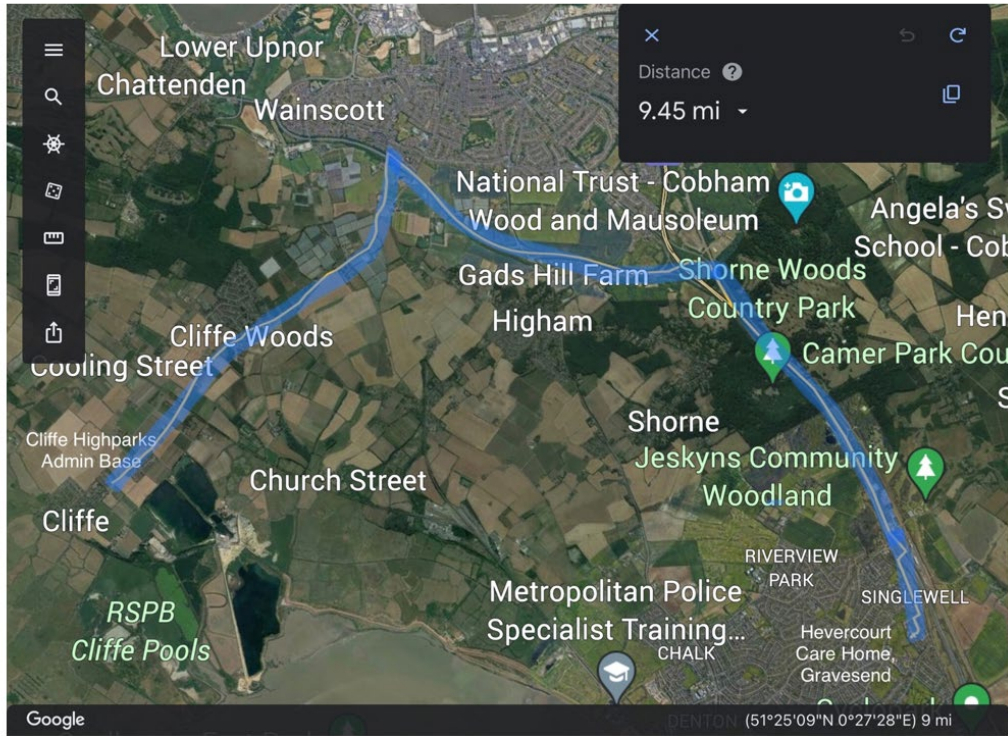 Lower Upnor
Chattenden
Wainscott
Distance ?
9.45 mi
National Trust - Cobham
Wood and Mausoleum
Angela's S
School - Cob
Gads Hill Farm
Shorne Woods
Country Park
Higham
Hen
Cliffe Woods
Cooling Street
Camer Park Cou
S
Shorne
Cliffe Highparks
Admin Base
Church Street
Jeskyns Community
Woodland
Cliffe
RIVERVIEW
PARK
SINGLEWELL
Metropolitan Police
Specialist Training...
RSPB
Cliffe Pools
CHALK
Hevercourt
Care Home,
Gravesend
Cyclopark
Google
DENTON
(51°25'09"N 0°27'28"E) 9 mi